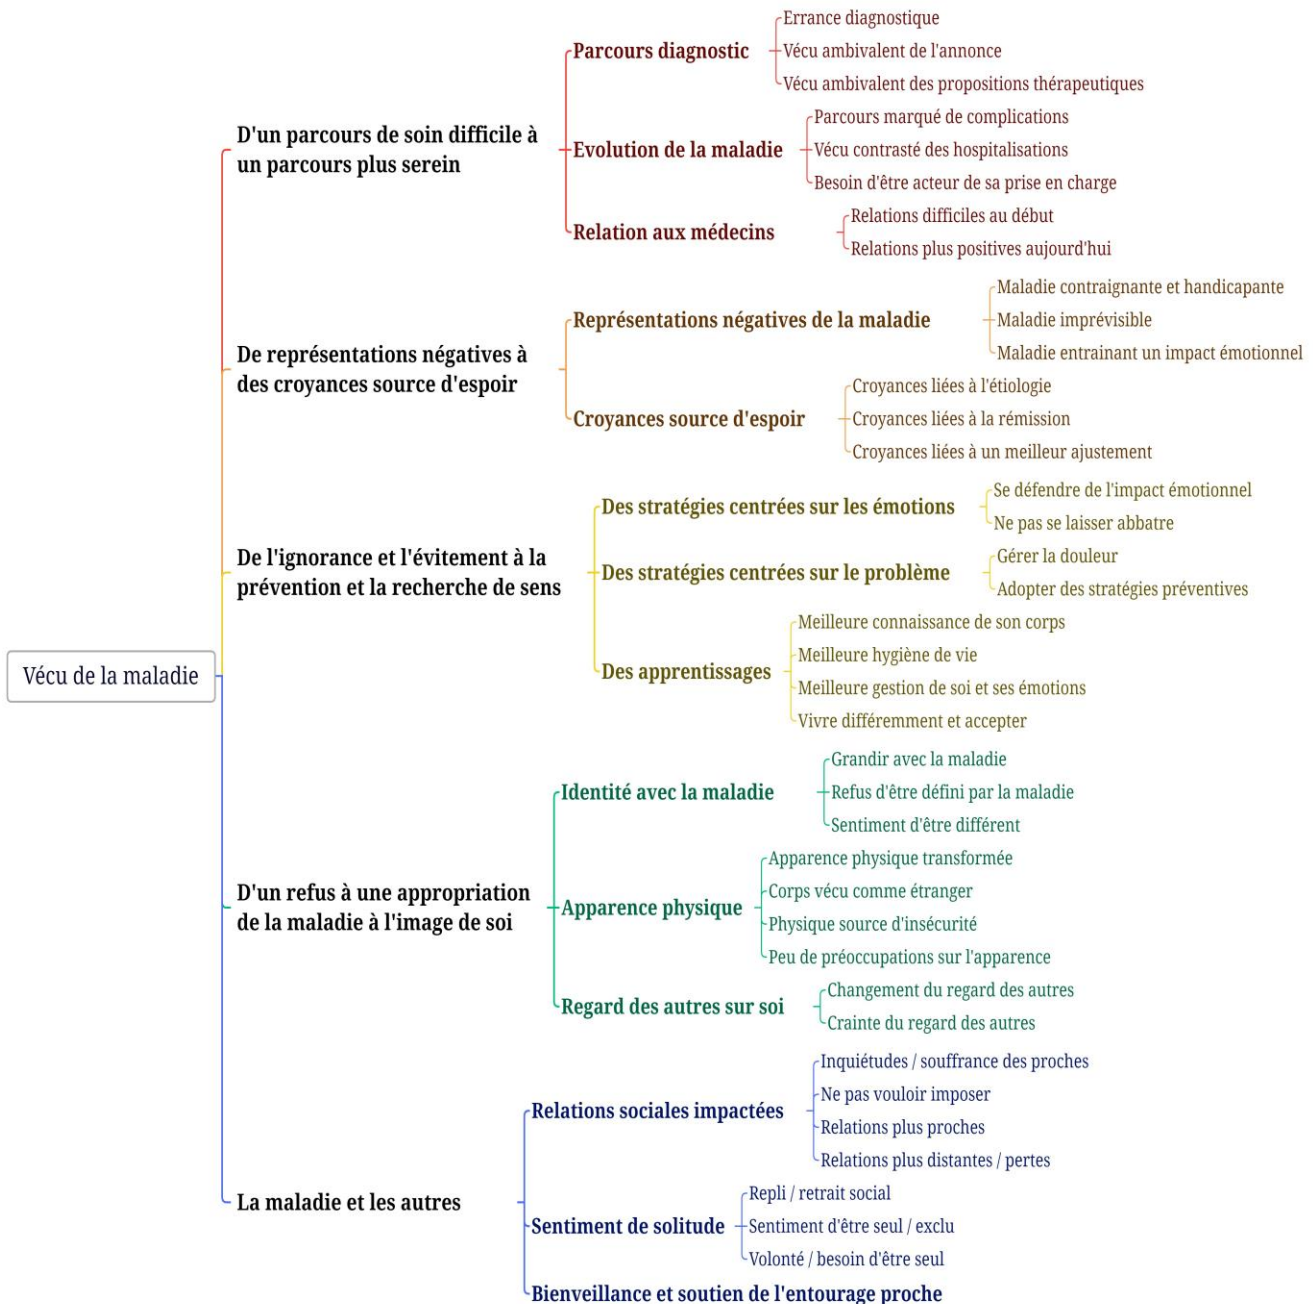 Errance diagnostique
Parcours diagnostic
Vécu ambivalent de l'annonce
Vécu ambivalent des propositions thérapeutiques
D'un parcours de soin difficile à
un parcours plus serein
Parcours marqué de complications
Evolution de la maladie
Vécu contrasté des hospitalisations
Besoin d'être acteur de sa prise en charge
Relation aux médecins
Relations difficiles au début
Relations plus positives aujourd'hui
De représentations négatives à
des croyances source d'espoir
Représentations négatives de la maladie
Maladie contraignante et handicapante
Maladie imprévisible
Maladie entrainant un impact émotionnel
Croyances source d'espoir
Croyances liées à l'étiologie
Croyances liées à la rémission
Croyances liées à un meilleur ajustement
De l'ignorance et l'évitement à la
prévention et la recherche de sens
Des stratégies centrées sur les émotions
Se défendre de l'impact émotionnel
Ne pas se laisser abbatre
Des stratégies centrées sur le problème
Gérer la douleur
Adopter des stratégies préventives
Des apprentissages
Meilleure connaissance de son corps
Meilleure hygiène de vie
Meilleure gestion de soi et ses émotions
Vivre différemment et accepter
Vécu de la maladie
D'un refus à une appropriation
de la maladie à l'image de soi
Identité avec la maladie
Grandir avec la maladie
Refus d'être défini par la maladie
Sentiment d'être différent
Apparence physique
Apparence physique transformée
Corps vécu comme étranger
Physique source d'insécurité
Peu de préoccupations sur l'apparence
Regard des autres sur soi
Changement du regard des autres
Crainte du regard des autres
La maladie et les autres
Relations sociales impactées
Inquiétudes / souffrance des proches
Ne pas vouloir imposer
Relations plus proches
Relations plus distantes / pertes
Sentiment de solitude
Repli / retrait social
Sentiment d'être seul / exclu
Volonté / besoin d'être seul
Bienveillance et soutien de l'entourage proche